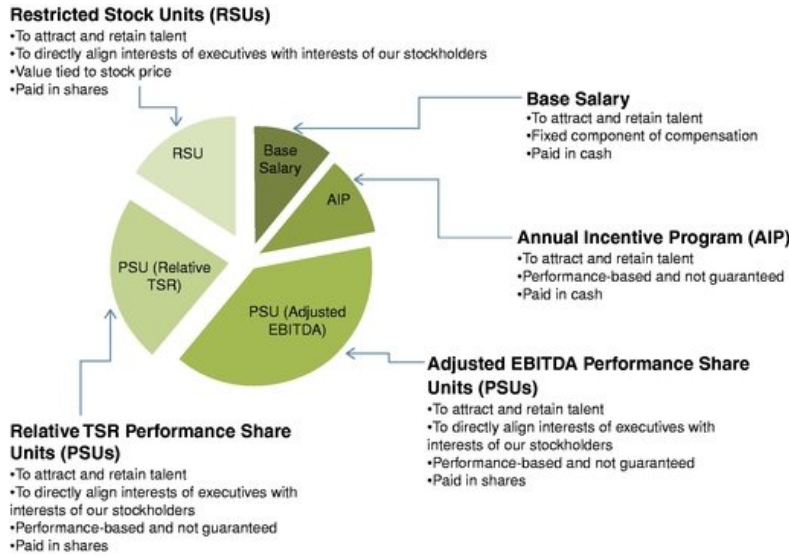 Restricted Stock Units (RSUs)
•To attract and retain talent
•To directly align interests of executives with interests of our stockholders
•Value tied to stock price
•Paid in shares
Base Salary
•To attract and retain talent
•Fixed component of compensation
•Paid in cash
RSU
Base
Salary
AIP
Annual Incentive Program (AIP)
•To attract and retain talent
•Performance-based and not guaranteed
•Paid in cash
PSU (Relative
TSR)
PSU (Adjusted
EBITDA)
Adjusted EBITDA Performance Share
Units (PSUs)
•To attract and retain talent
•To directly align interests of executives with
interests of our stockholders
•Performance-based and not guaranteed
•Paid in shares
Relative TSR Performance Share
Units (PSUs)
•To attract and retain talent
•To directly align interests of executives with
interests of our stockholders
•Performance-based and not guaranteed
•Paid in shares